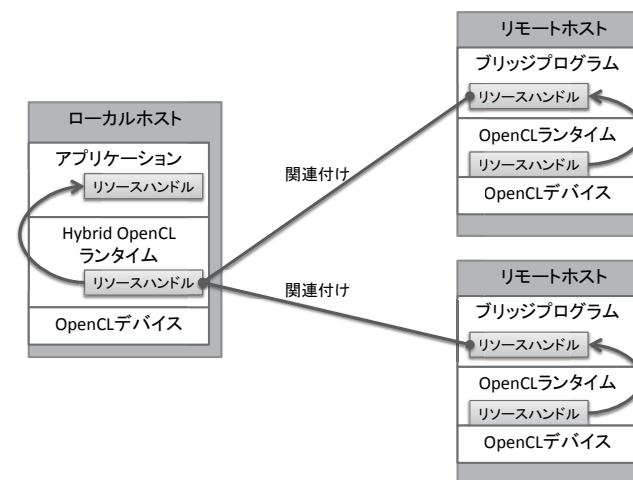 ローカルホスト
アプリケーション
リソースハンドル
Hybrid OpenCL
ランタイム
リソースハンドル
OpenCLデバイス
関連付け
関連付け
リモートホスト
ブリッジプログラム
リソースハンドル
OpenCLランタイム
リソースハンドル
OpenCLデバイス
リモートホスト
ブリッジプログラム
リソースハンドル
OpenCLランタイム
リソースハンドル
OpenCLデバイス